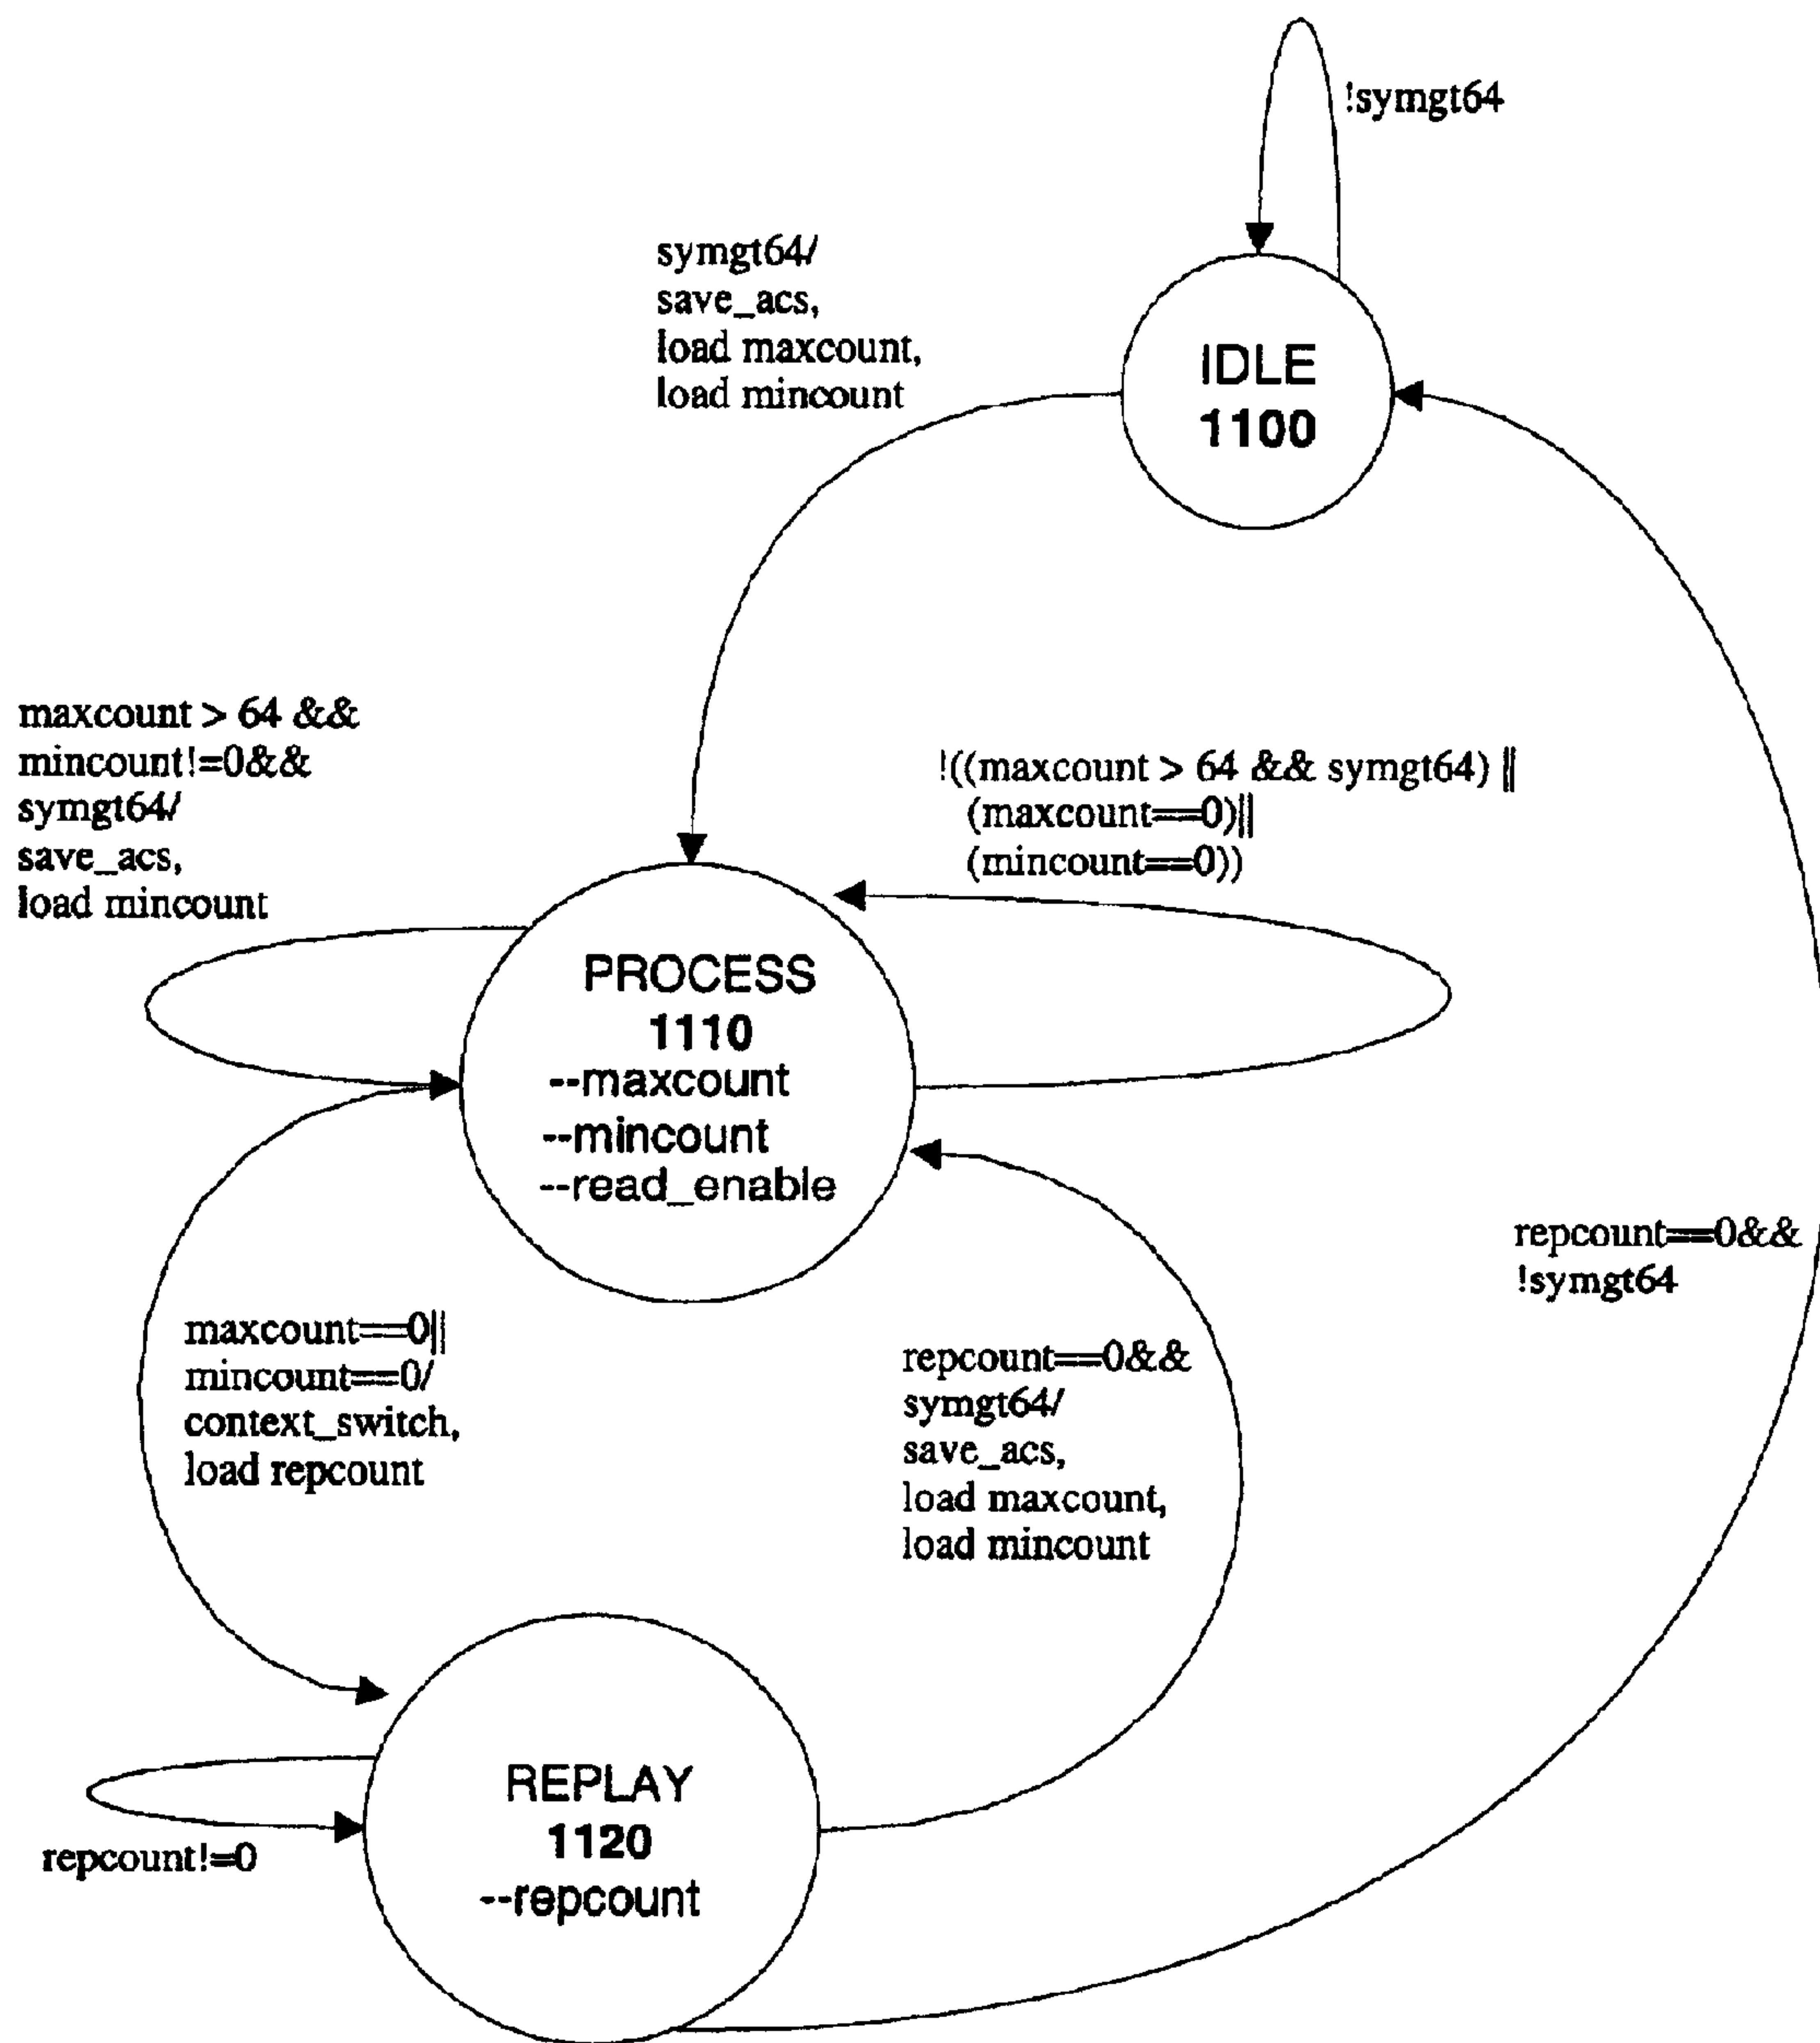 !symgt64
symgt64/
save_acs,
load maxcount,
load mincount
IDLE
1100
maxcount > 64 &&
mincount!=0&&
symgt64/
save_acs,
load mincount
!((maxcount > 64 && symgt64) ||
(maxcount==0)||
(mincount==0))
PROCESS
1110
--maxcount
--mincount
--read_enable
repcount==0&&
!symgt64
maxcount==0||
mincount==0/
context_switch,
load repcount
repcount==0&&
symgt64/
save_acs,
load maxcount,
load mincount
REPLAY
1120
--repcount
repcount!=0